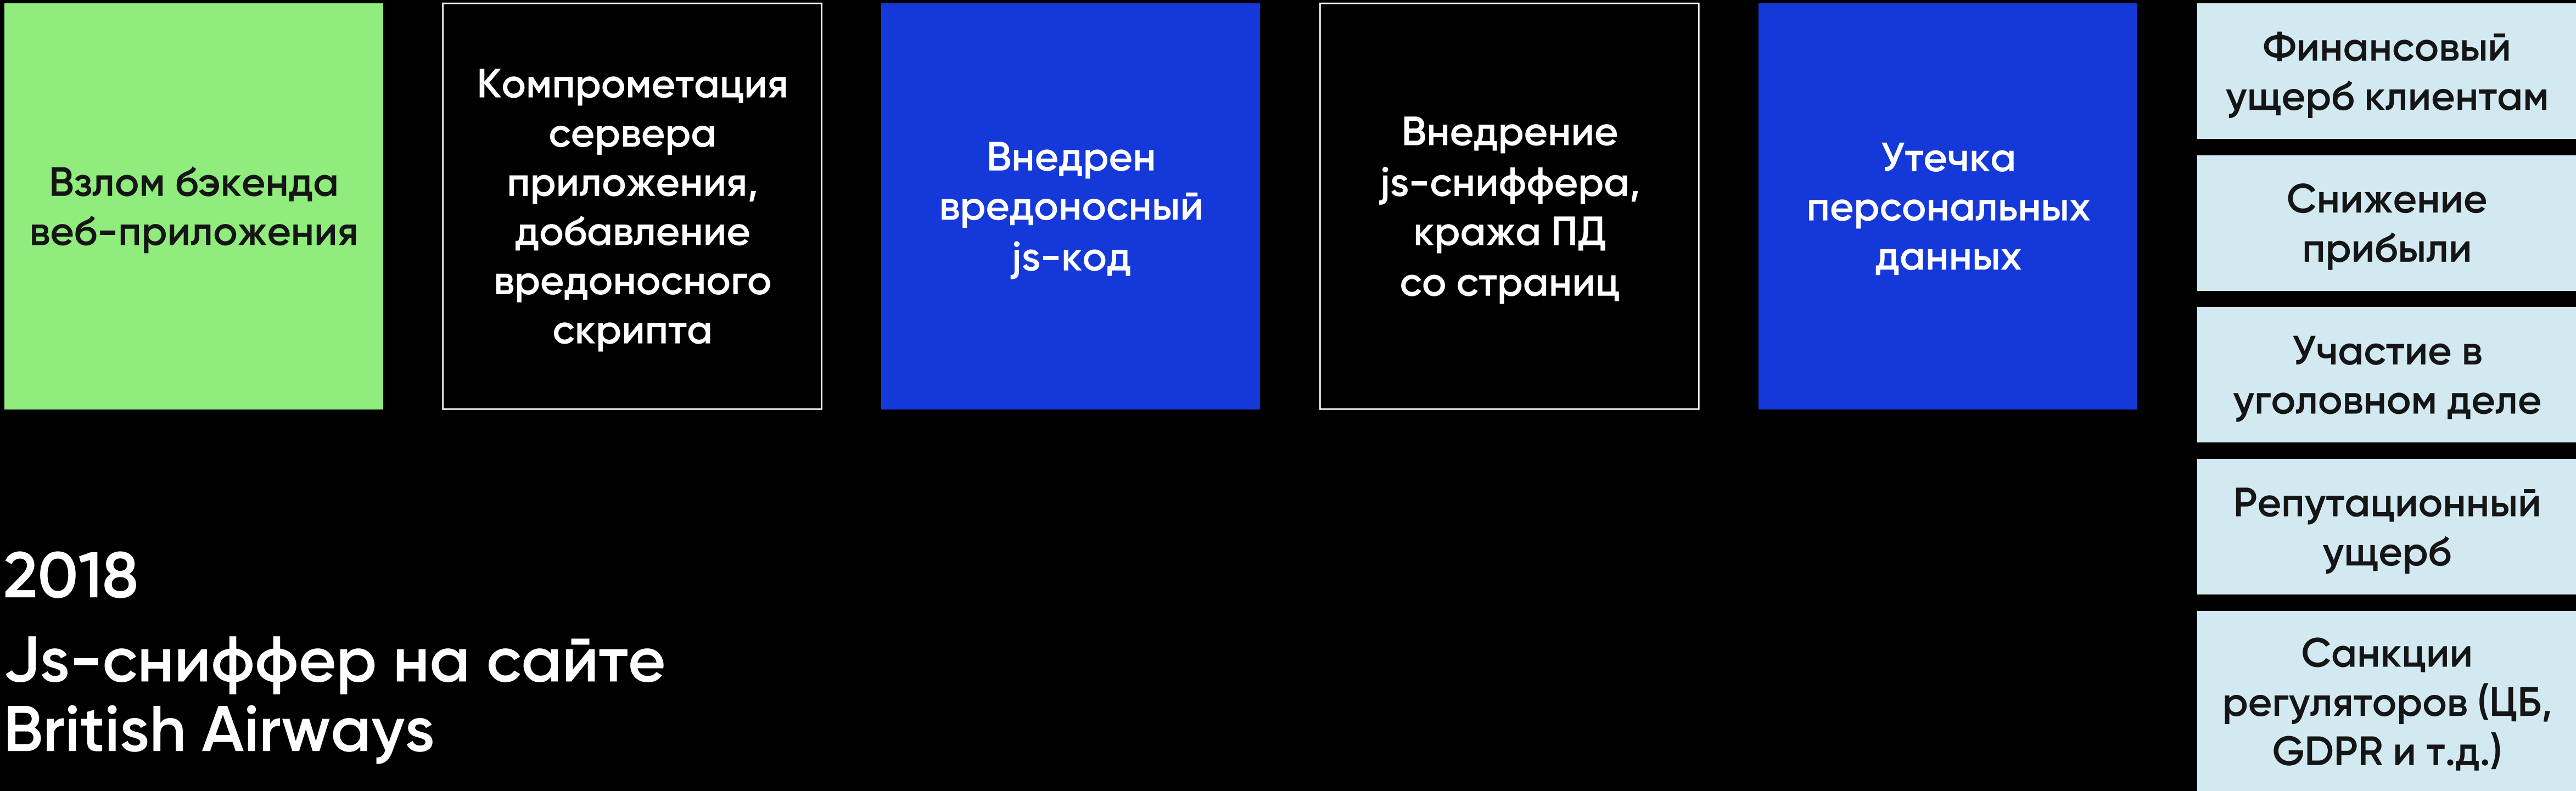 Взлом бэкенда
веб-приложения
Компрометация
сервера
приложения,
добавление
вредоносного
скрипта
Внедрен
вредоносный
js-код
Внедрение
js-сниффера,
кража ПД
со страниц
Утечка
персональных
данных
Финансовый
ущерб клиентам
Снижение
прибыли
Участие в
уголовном деле
Репутационный
ущерб
Санкции
регуляторов (ЦБ,
GDPR и т.д.)
2018
Js-сниффер на сайте
British Airways